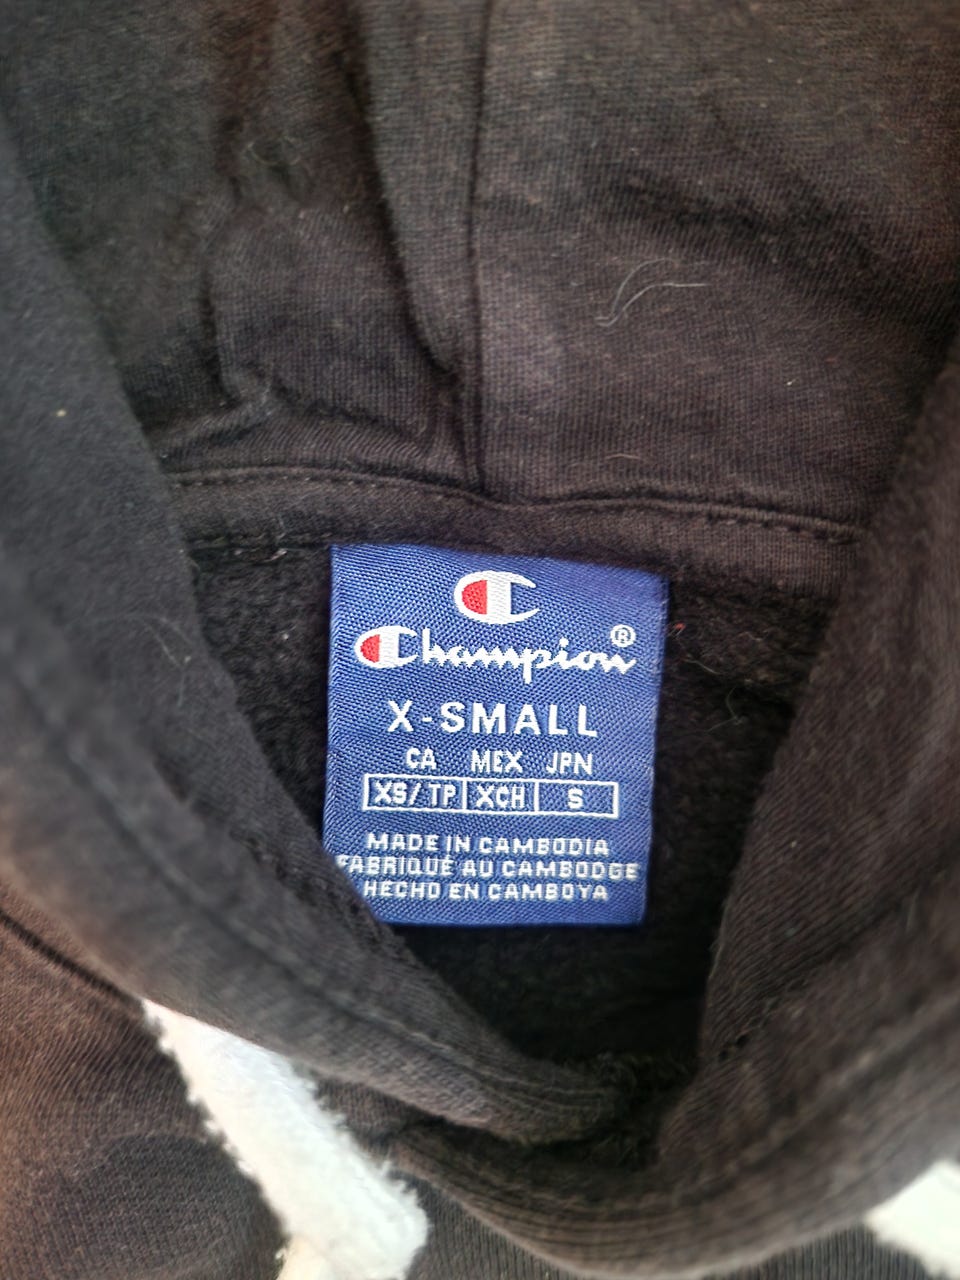 Champion®
X-SMALL
CA MEX JPN
XS/TP XCH S
MADE IN CAMBODIA
FABRIQUÉ AU CAMBODGE
HECHO EN CAMBOYA